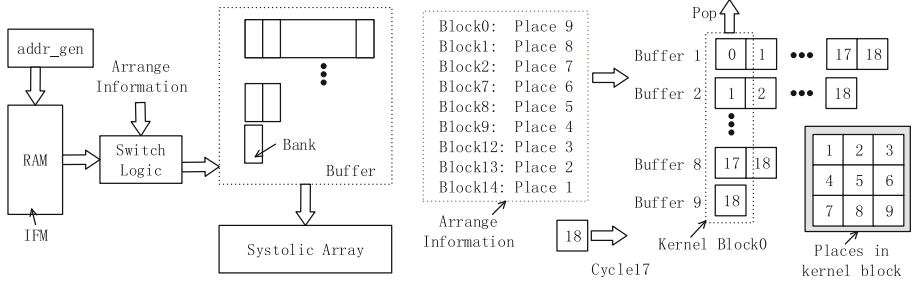 addr_gen
Arrange
Information
RAM
Switch
Logic
IFM
Bank
Buffer
Systolic Array
Block0: Place 9
Block1: Place 8
Block2: Place 7
Block7: Place 6
Block8: Place 5
Block9: Place 4
Block12: Place 3
Block13: Place 2
Block14: Place 1
Arrange
Information
18
Cycle17
Pop
Buffer 1 0 1 17 18
Buffer 2 1 2 18
Buffer 8 17 18
Buffer 9 18
Kernel Block0
1 2 3
4 5 6
7 8 9
Places in
kernel block